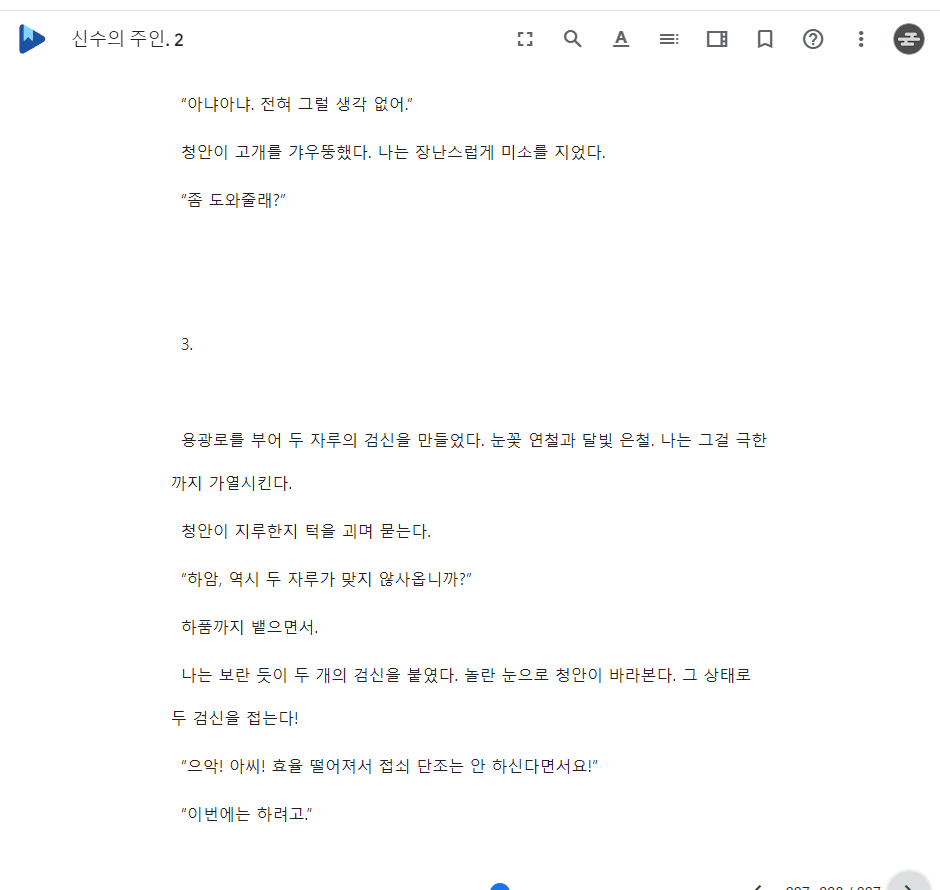 신수의 주인. 2
"아냐아냐. 전혀 그럴 생각 없어."
청안이 고개를 갸우뚱했다. 나는 장난스럽게 미소를 지었다.
"좀 도와줄래?"
3.
용광로를 부어 두 자루의 검신을 만들었다. 눈꽃 연철과 달빛 은철. 나는 그걸 극한
까지 가열시킨다.
청안이 지루한지 턱을 괴며 묻는다.
"하암, 역시 두 자루가 맞지 않사옵니까?"
하품까지 뱉으면서.
나는 보란 듯이 두 개의 검신을 붙였다. 놀란 눈으로 청안이 바라본다. 그 상태로
두 검신을 접는다!
"으악! 아씨! 효율 떨어져서 접쇠 단조는 안 하신다면서요!"
"이번에는 하려고."